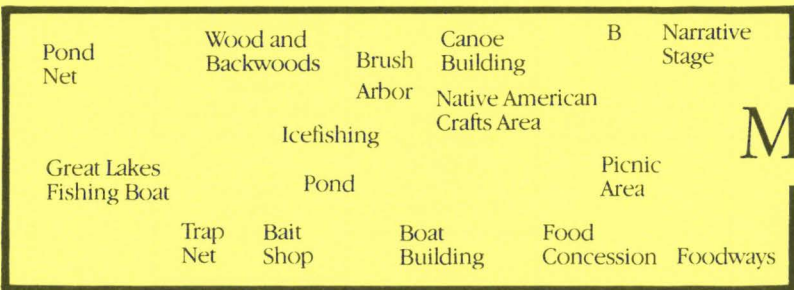 Pond
Net
Wood and
Backwoods
Brush
Arbor
Canoe
Building
B
Narrative
Stage
Native American
Crafts Area
M
Icefishing
Great Lakes
Fishing Boat
Pond
Picnic
Area
Trap
Net
Bait
Shop
Boat
Building
Food
Concession
Foodways